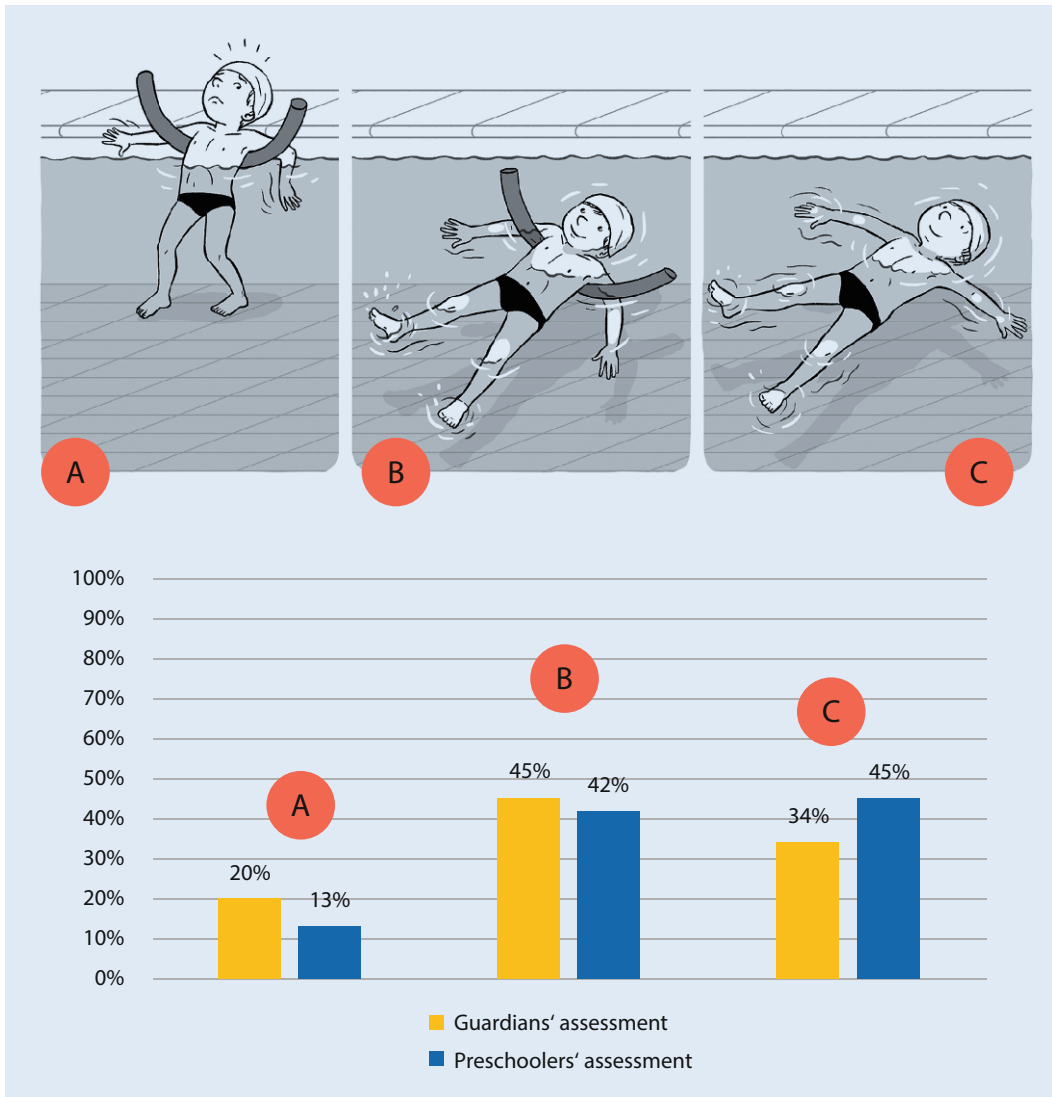 A
B
C
100%
90%
80%
70%
60%
50%
40%
30%
20%
10%
0%
A
20%
13%
B
45%
42%
C
34%
45%
Guardians‘ assessment
Preschoolers‘ assessment